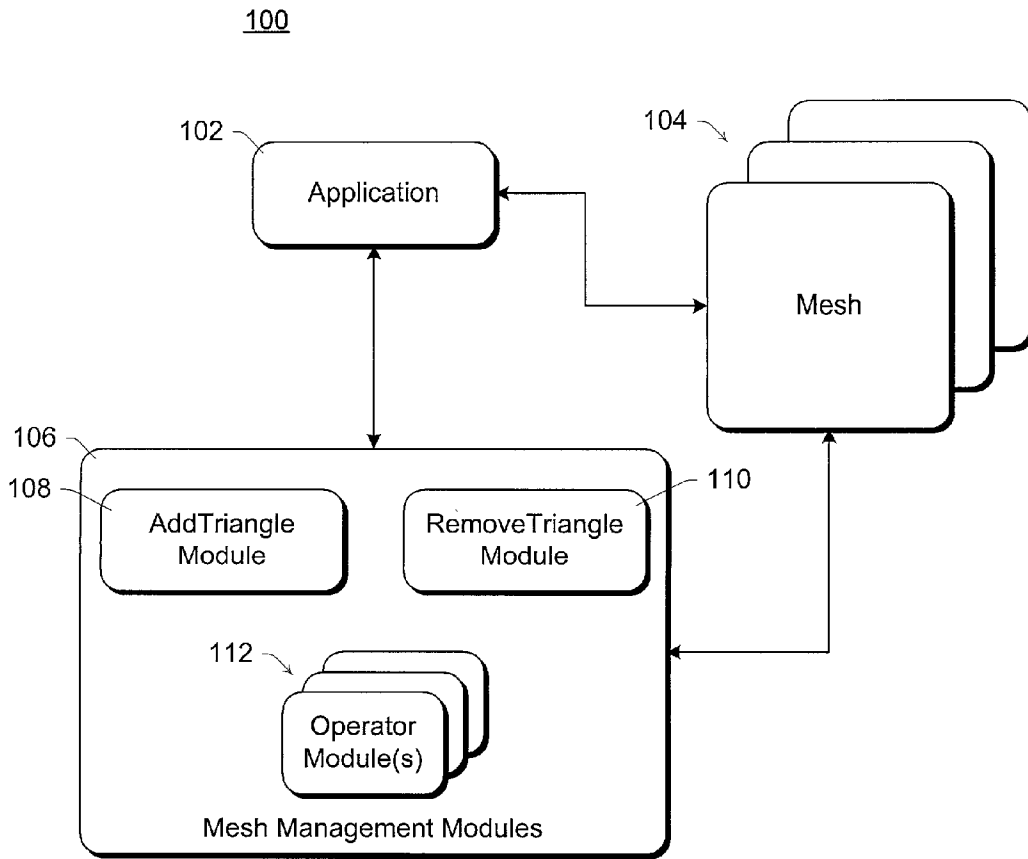 100
102
Application
104
Mesh
106
108
AddTriangle
Module
110
RemoveTriangle
Module
112
Operator
Module(s)
Mesh Management Modules